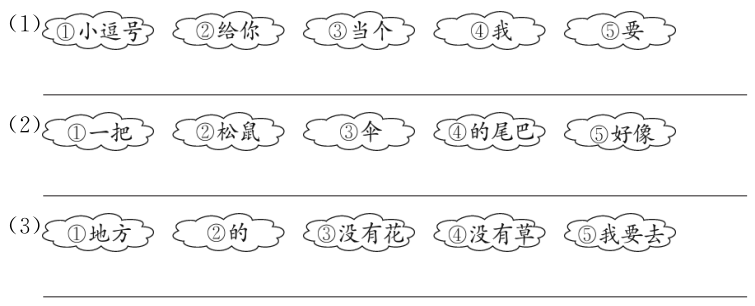 (1) ①小逗号 ②给你 ③当个 ④我 ⑤要
(2) ①一把 ②松鼠 ③伞 ④的尾巴 ⑤好像
(3) ①地方 ②的 ③没有花 ④没有草 ⑤我要去